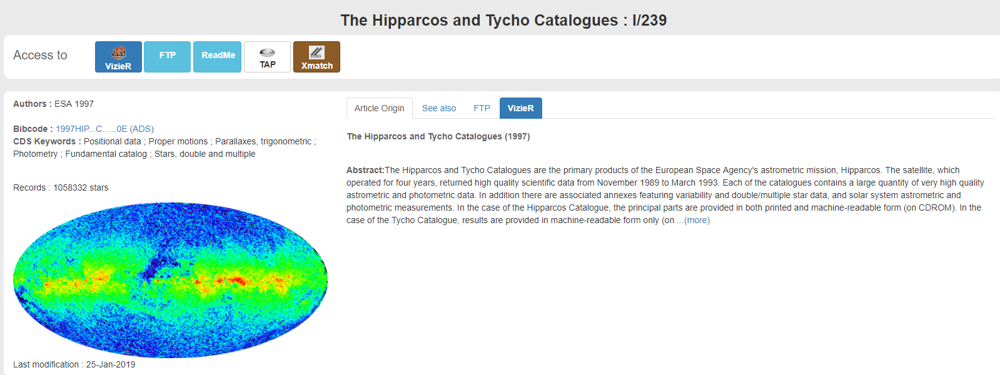 The Hipparcos and Tycho Catalogues : I/239
Access to
VizieR
FTP
ReadMe
TAP
Xmatch
Authors : ESA 1997
Bibcode : 1997HIP...C......0E (ADS)
CDS Keywords : Positional data ; Proper motions ; Parallaxes, trigonometric ;
Photometry ; Fundamental catalog ; Stars, double and multiple
Records : 1058332 stars
Last modification : 25-Jan-2019
Article Origin
See also
FTP
VizieR
The Hipparcos and Tycho Catalogues (1997)
Abstract:The Hipparcos and Tycho Catalogues are the primary products of the European Space Agency's astrometric mission, Hipparcos. The satellite, which
operated for four years, returned high quality scientific data from November 1989 to March 1993. Each of the catalogues contains a large quantity of very high quality
astrometric and photometric data. In addition there are associated annexes featuring variability and double/multiple star data, and solar system astrometric and
photometric measurements. In the case of the Hipparcos Catalogue, the principal parts are provided in both printed and machine-readable form (on CDROM). In the
case of the Tycho Catalogue, results are provided in machine-readable form only (on ...(more)